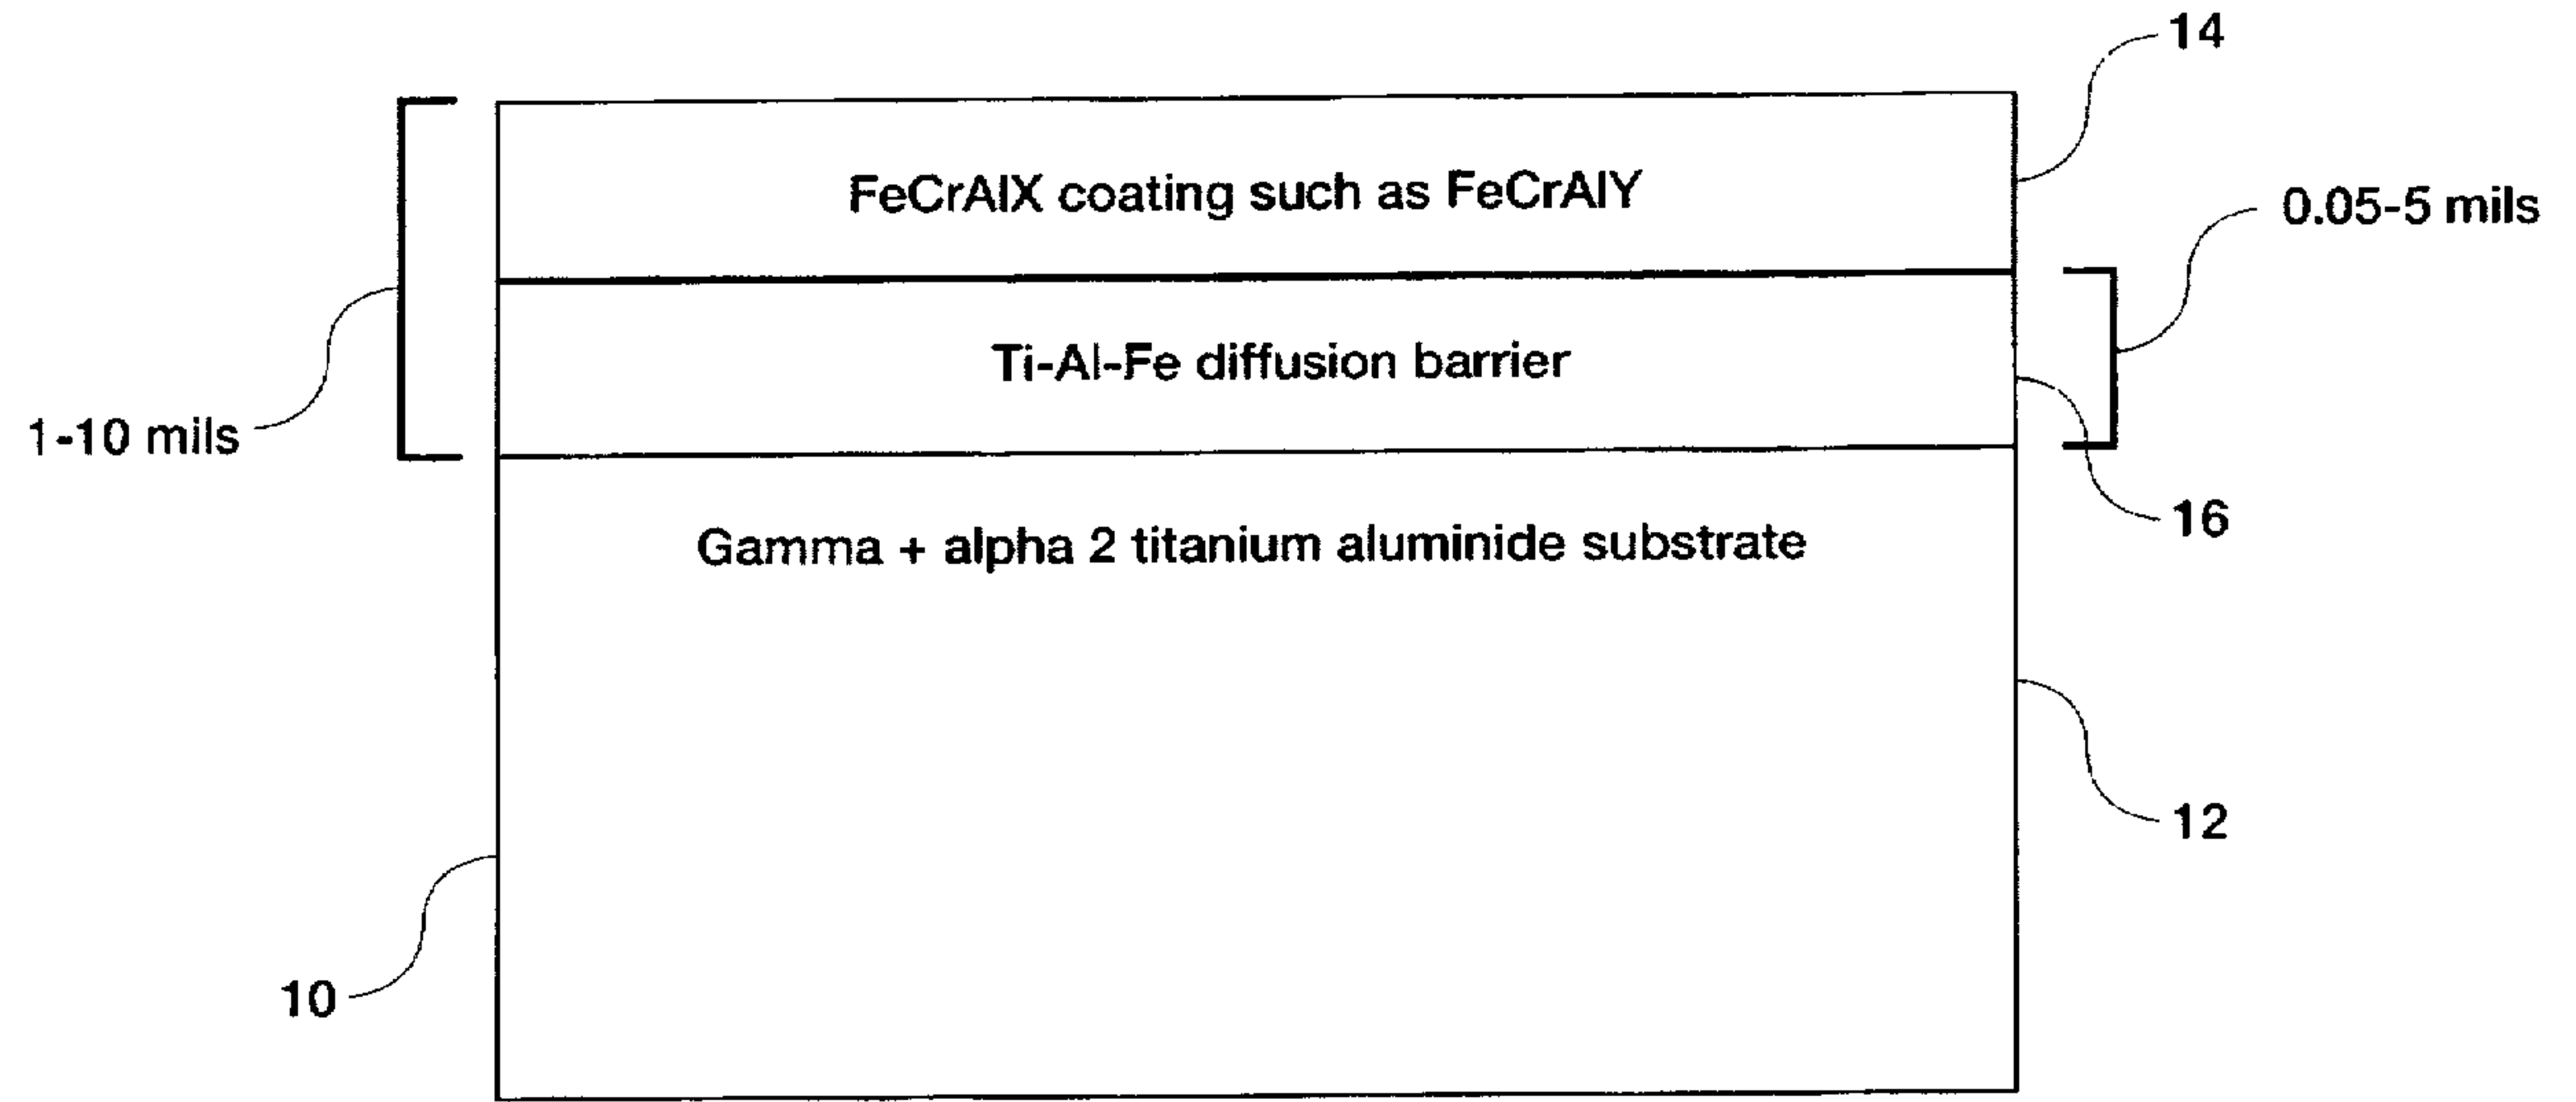 14
FeCrAlX coating such as FeCrAlY
0.05-5 mils
Ti-Al-Fe diffusion barrier
1-10 mils
16
Gamma + alpha 2 titanium aluminide substrate
12
10